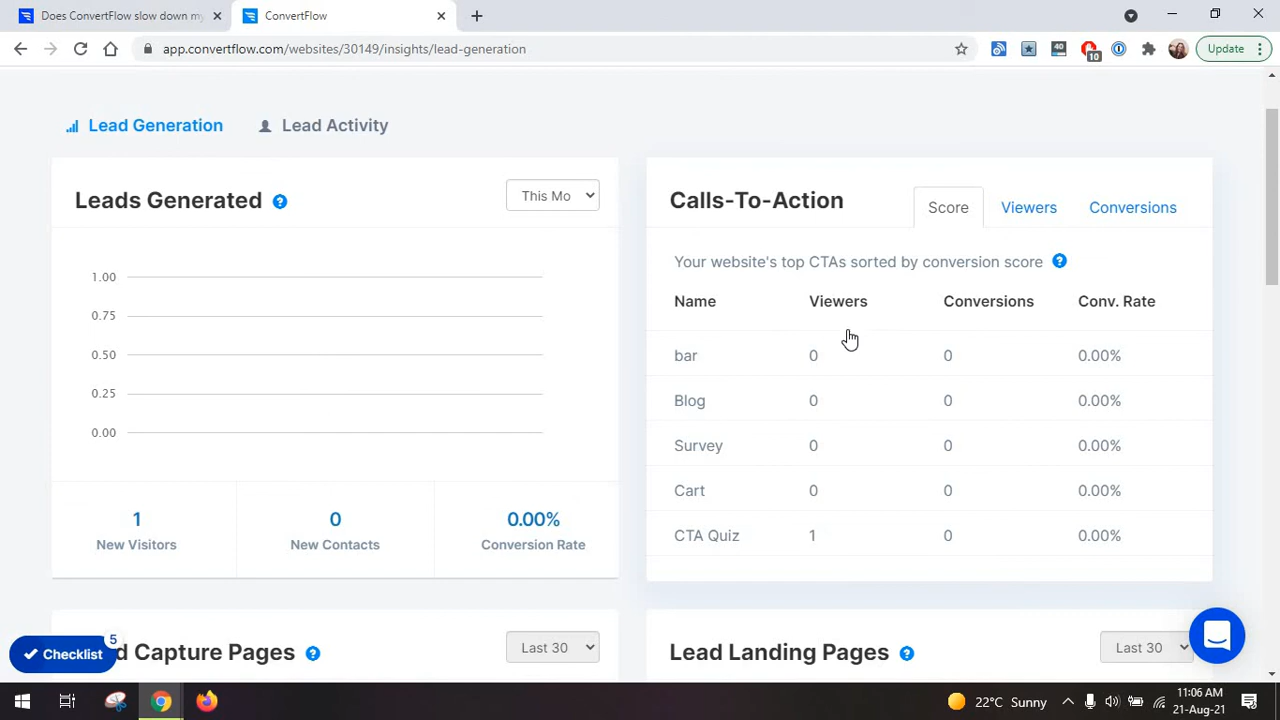 Does ConvertFlow slow down my
ConvertFlow
app.convertflow.com/websites/30149/insights/lead-generation
40
10
Update
Lead Generation
Lead Activity
Leads Generated
This Mo
1.00
0.75
0.50
0.25
0.00
1
New Visitors
0
New Contacts
0.00%
Conversion Rate
Calls-To-Action
Score
Viewers
Conversions
Your website's top CTAs sorted by conversion score
Name Viewers Conversions Conv. Rate
bar 0 0 0.00%
Blog 0 0 0.00%
Survey 0 0 0.00%
Cart 0 0 0.00%
CTA Quiz 1 0 0.00%
Checklist
5
d Capture Pages
Last 30
Lead Landing Pages
Last 30
22°C Sunny
11:06 AM
21-Aug-21